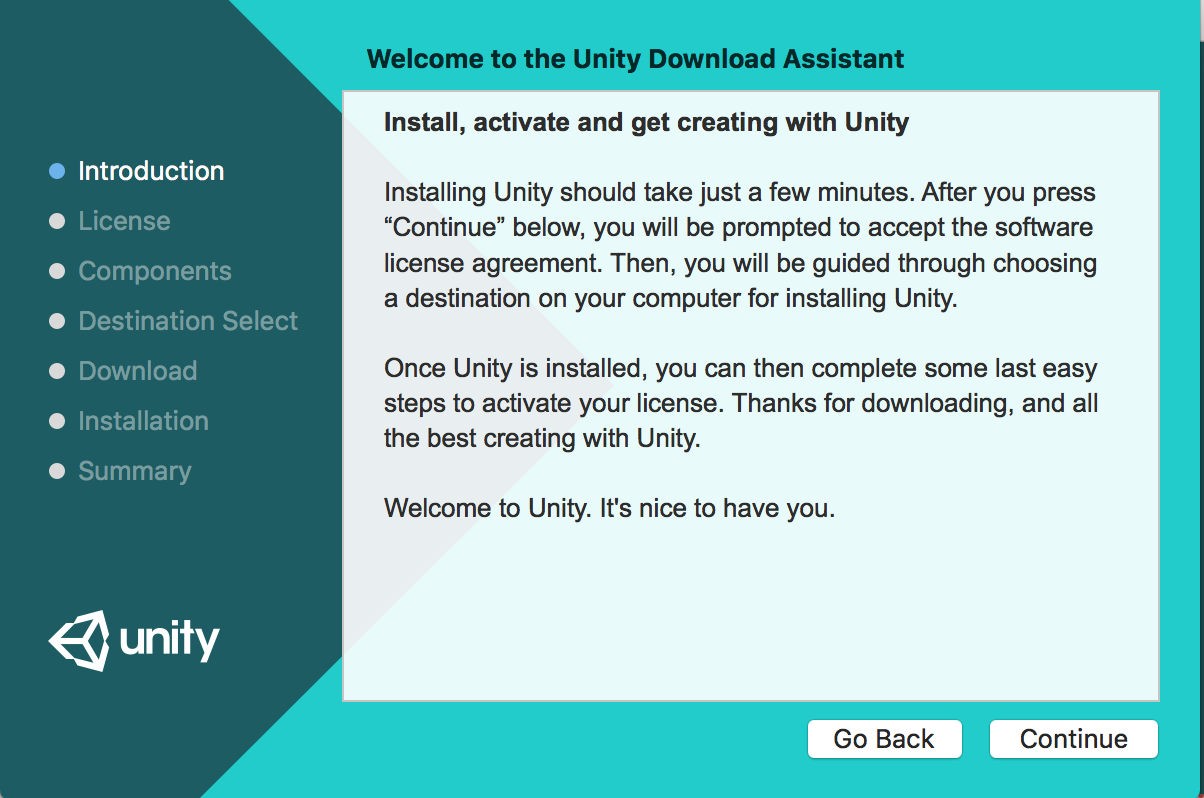 Welcome to the Unity Download Assistant
Introduction
License
Components
Destination Select
Download
Installation
Summary
unity
Install, activate and get creating with Unity
Installing Unity should take just a few minutes. After you press
“Continue” below, you will be prompted to accept the software
license agreement. Then, you will be guided through choosing
a destination on your computer for installing Unity.
Once Unity is installed, you can then complete some last easy
steps to activate your license. Thanks for downloading, and all
the best creating with Unity.
Welcome to Unity. It's nice to have you.
Go Back
Continue